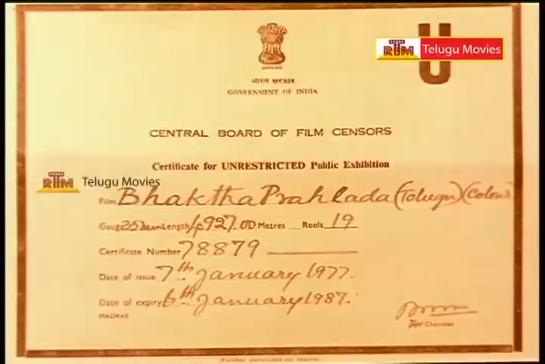 भारत सरकार
GOVERNMENT OF INDIA
RTM Telugu Movies
U
CENTRAL BOARD OF FILM CENSORS
Certificate for UNRESTRICTED Public Exhibition
RTM Telugu Movies
Film Bhaktha Prahlada (Telugu) (Colour)
Gauge 35mm Length 4927.00 Metres Reels 19
Certificate Number 78879
Date of issue 7th January 1977.
Date of expiry 6th January 1987.
MADRAS
for Chairman